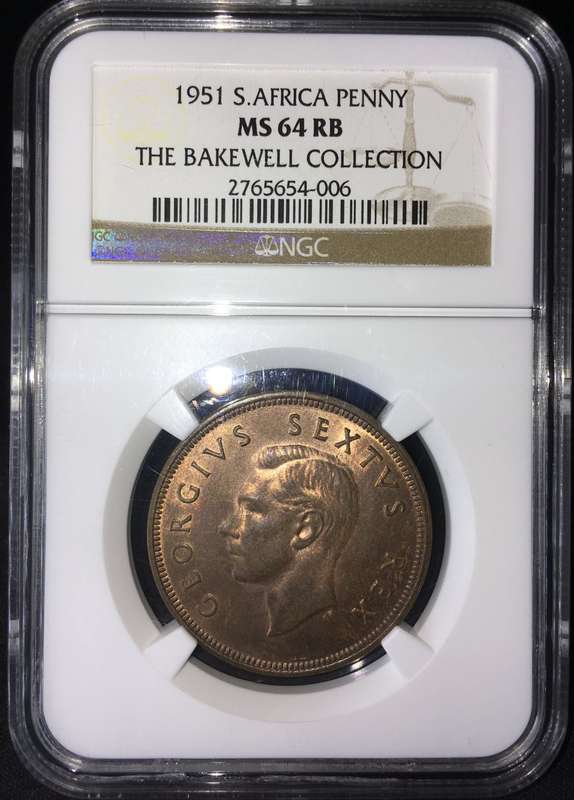 1951 S.AFRICA PENNY
MS 64 RB
THE BAKEWELL COLLECTION
2765654-006
NGC
GEORGIVS SEXTVS REX